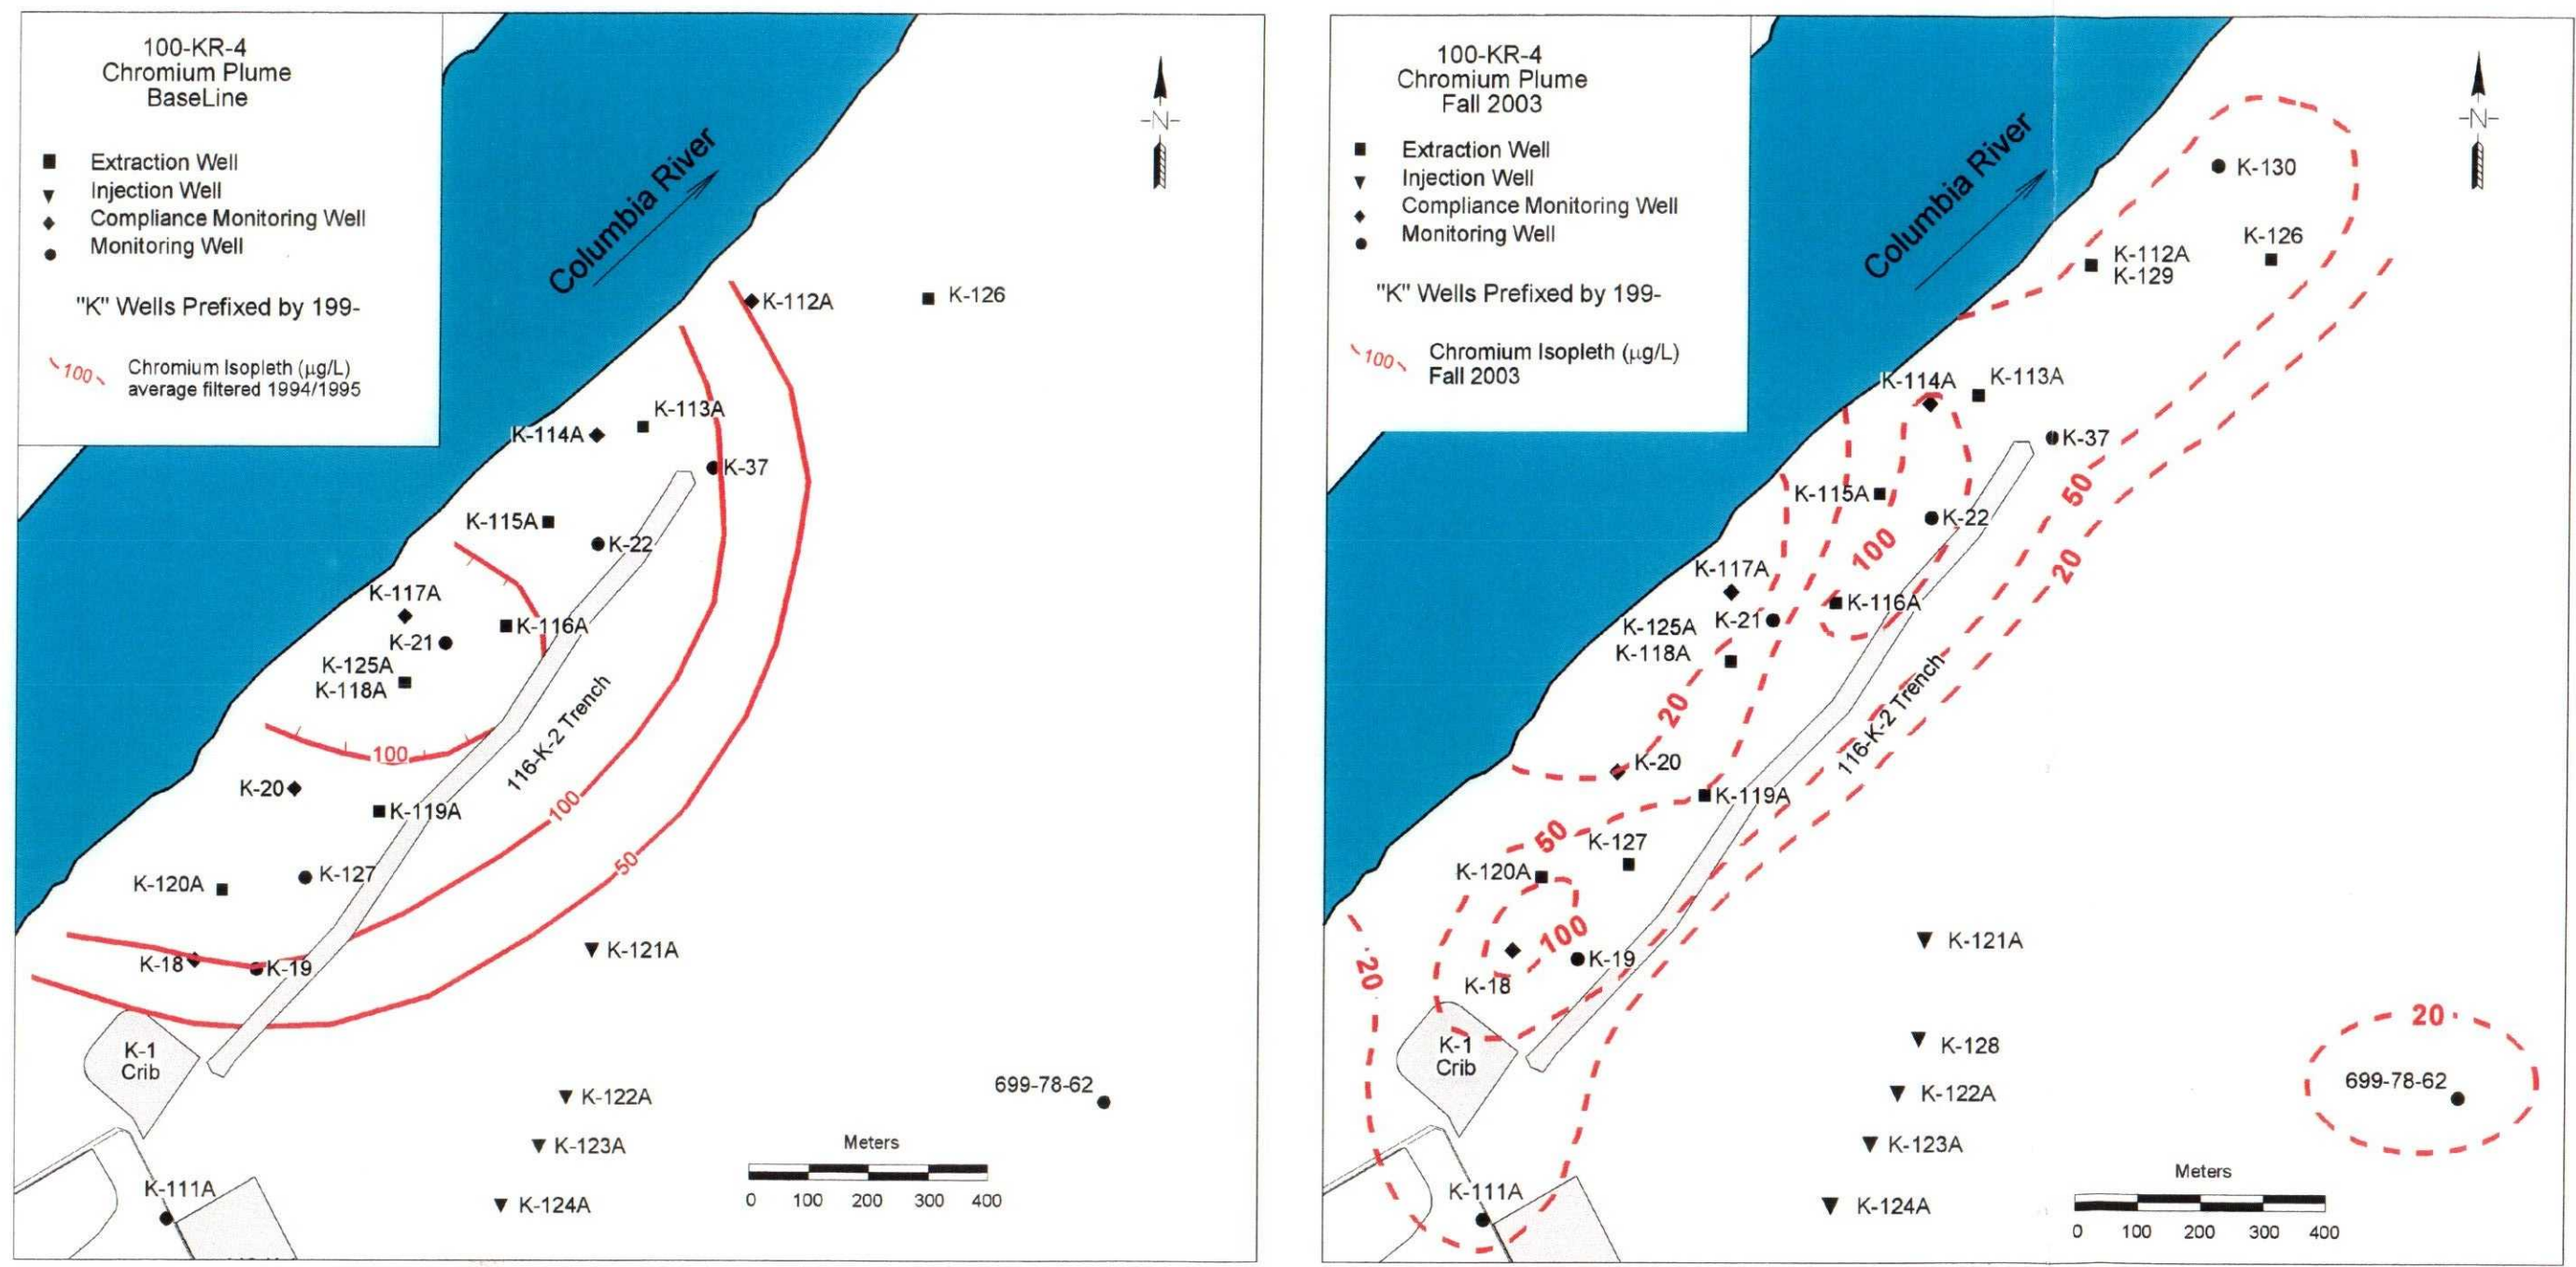 100-KR-4
Chromium Plume
BaseLine
Extraction Well
Injection Well
Compliance Monitoring Well
Monitoring Well
"K" Wells Prefixed by 199-
100
Chromium Isopleth (µg/L)
average filtered 1994/1995
Columbia River
-N-
K-112A
K-126
K-113A
K-114A
K-37
K-115A
K-22
K-117A
K-116A
K-21
K-125A
K-118A
116-K-2 Trench
100
K-20
K-119A
100
50
K-127
K-120A
K-121A
K-18
K-19
K-1
Crib
K-122A
699-78-62
K-123A
Meters
0 100 200 300 400
K-111A
K-124A
100-KR-4
Chromium Plume
Fall 2003
Extraction Well
Injection Well
Compliance Monitoring Well
Monitoring Well
"K" Wells Prefixed by 199-
100
Chromium Isopleth (µg/L)
Fall 2003
Columbia River
-N-
K-130
K-126
K-112A
K-129
K-114A
K-113A
K-37
50
K-115A
K-22
100
20
K-117A
K-116A
K-125A
K-21
K-118A
20
116-K-2 Trench
K-20
K-119A
50
K-127
K-120A
100
K-121A
20
K-19
K-18
K-1
Crib
K-128
20
699-78-62
K-122A
K-123A
Meters
0 100 200 300 400
K-111A
K-124A